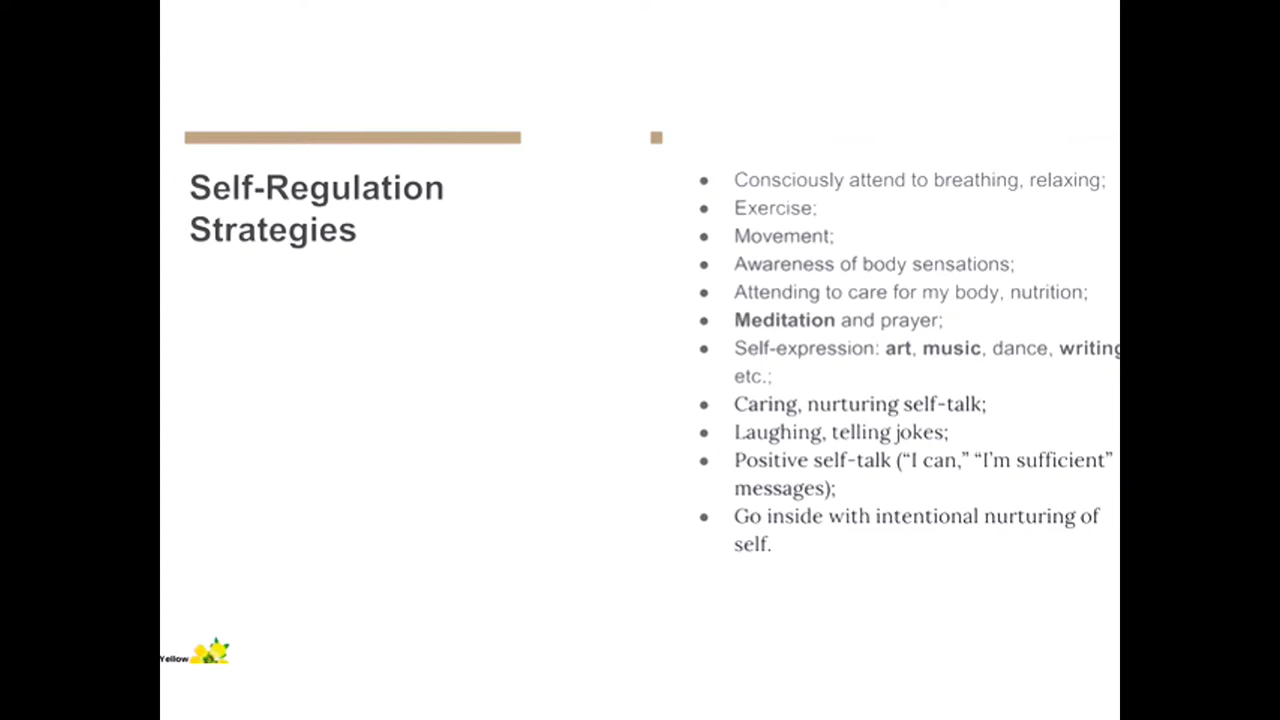 Self-Regulation
Strategies
● Consciously attend to breathing, relaxing;
● Exercise;
● Movement;
● Awareness of body sensations;
● Attending to care for my body, nutrition;
● Meditation and prayer;
● Self-expression: art, music, dance, writing
etc.;
● Caring, nurturing self-talk;
● Laughing, telling jokes;
● Positive self-talk (“I can,” “I’m sufficient”
messages);
● Go inside with intentional nurturing of
self.
Yellow